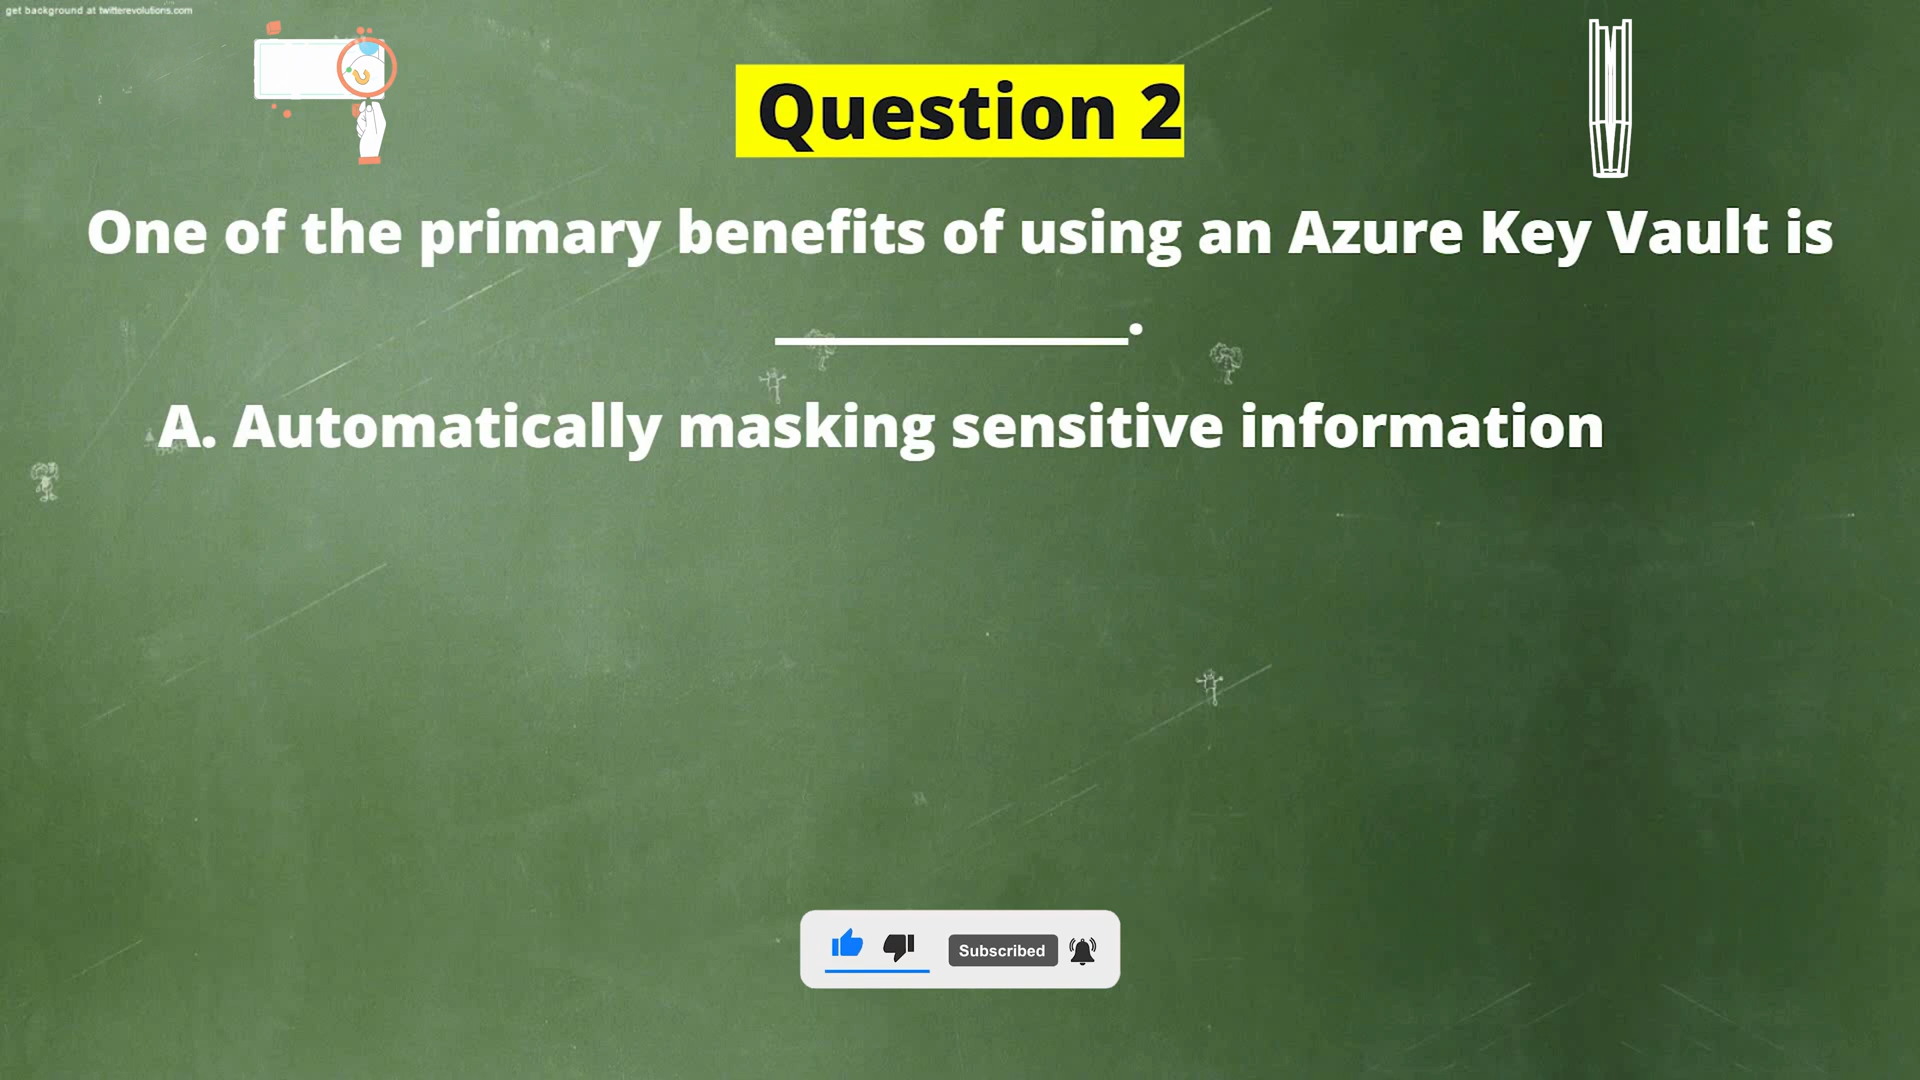 get background at twitterevolutions.com
Question 2
One of the primary benefits of using an Azure Key Vault is
____________.
A. Automatically masking sensitive information
Subscribed